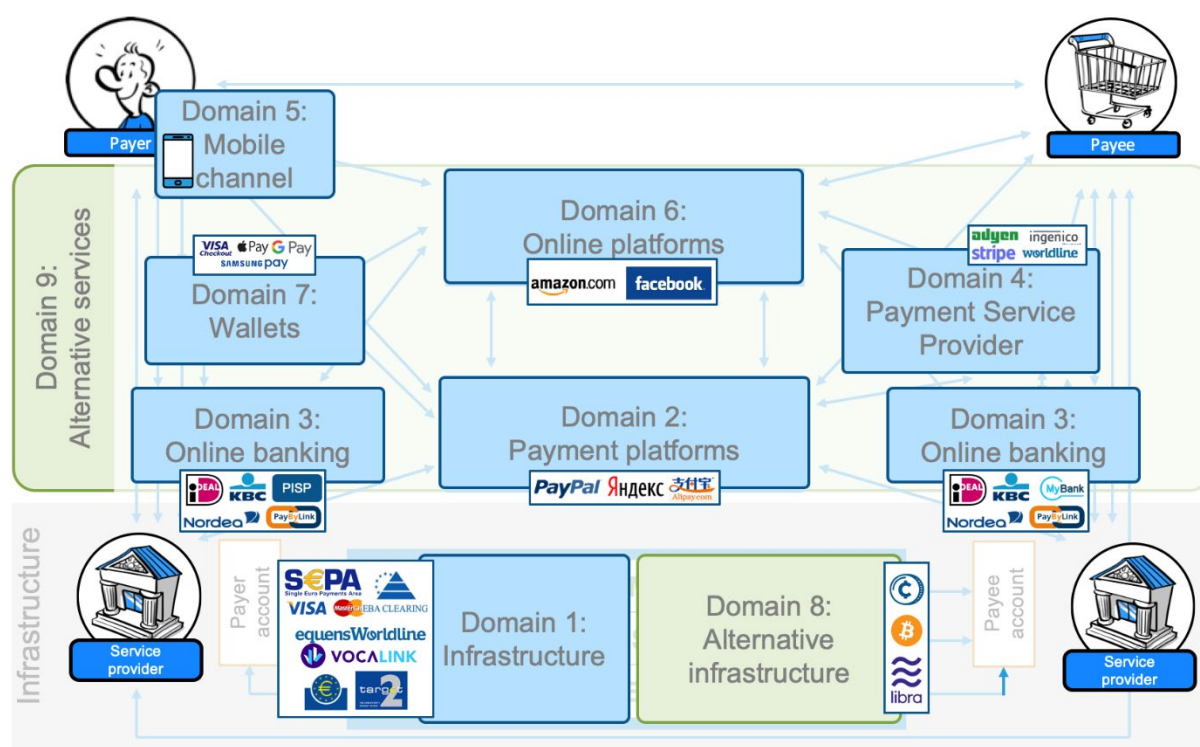 Payer
Domain 5:
Mobile
channel
Payee
Domain 9:
Alternative services
Domain 6:
Online platforms
amazon.com
facebook
VISA
Checkout
Pay
G Pay
SAMSUNG pay
Domain 7:
Wallets
adyen
ingenico
stripe
worldline
Domain 4:
Payment Service
Provider
Domain 3:
Online banking
iDEAL
KBC
PISP
Nordea
PayByLink
Domain 2:
Payment platforms
PayPal
Яндекс
支付宝
Alipay.com
Domain 3:
Online banking
iDEAL
KBC
MyBank
Nordea
PayByLink
Infrastructure
Service
provider
Payer
account
S€PA
Single Euro Payments Area
VISA
MasterCard
EBA CLEARING
equensWorldline
VOCALINK
target
2
Domain 1:
Infrastructure
Domain 8:
Alternative
infrastructure
libra
Payee
account
Service
provider